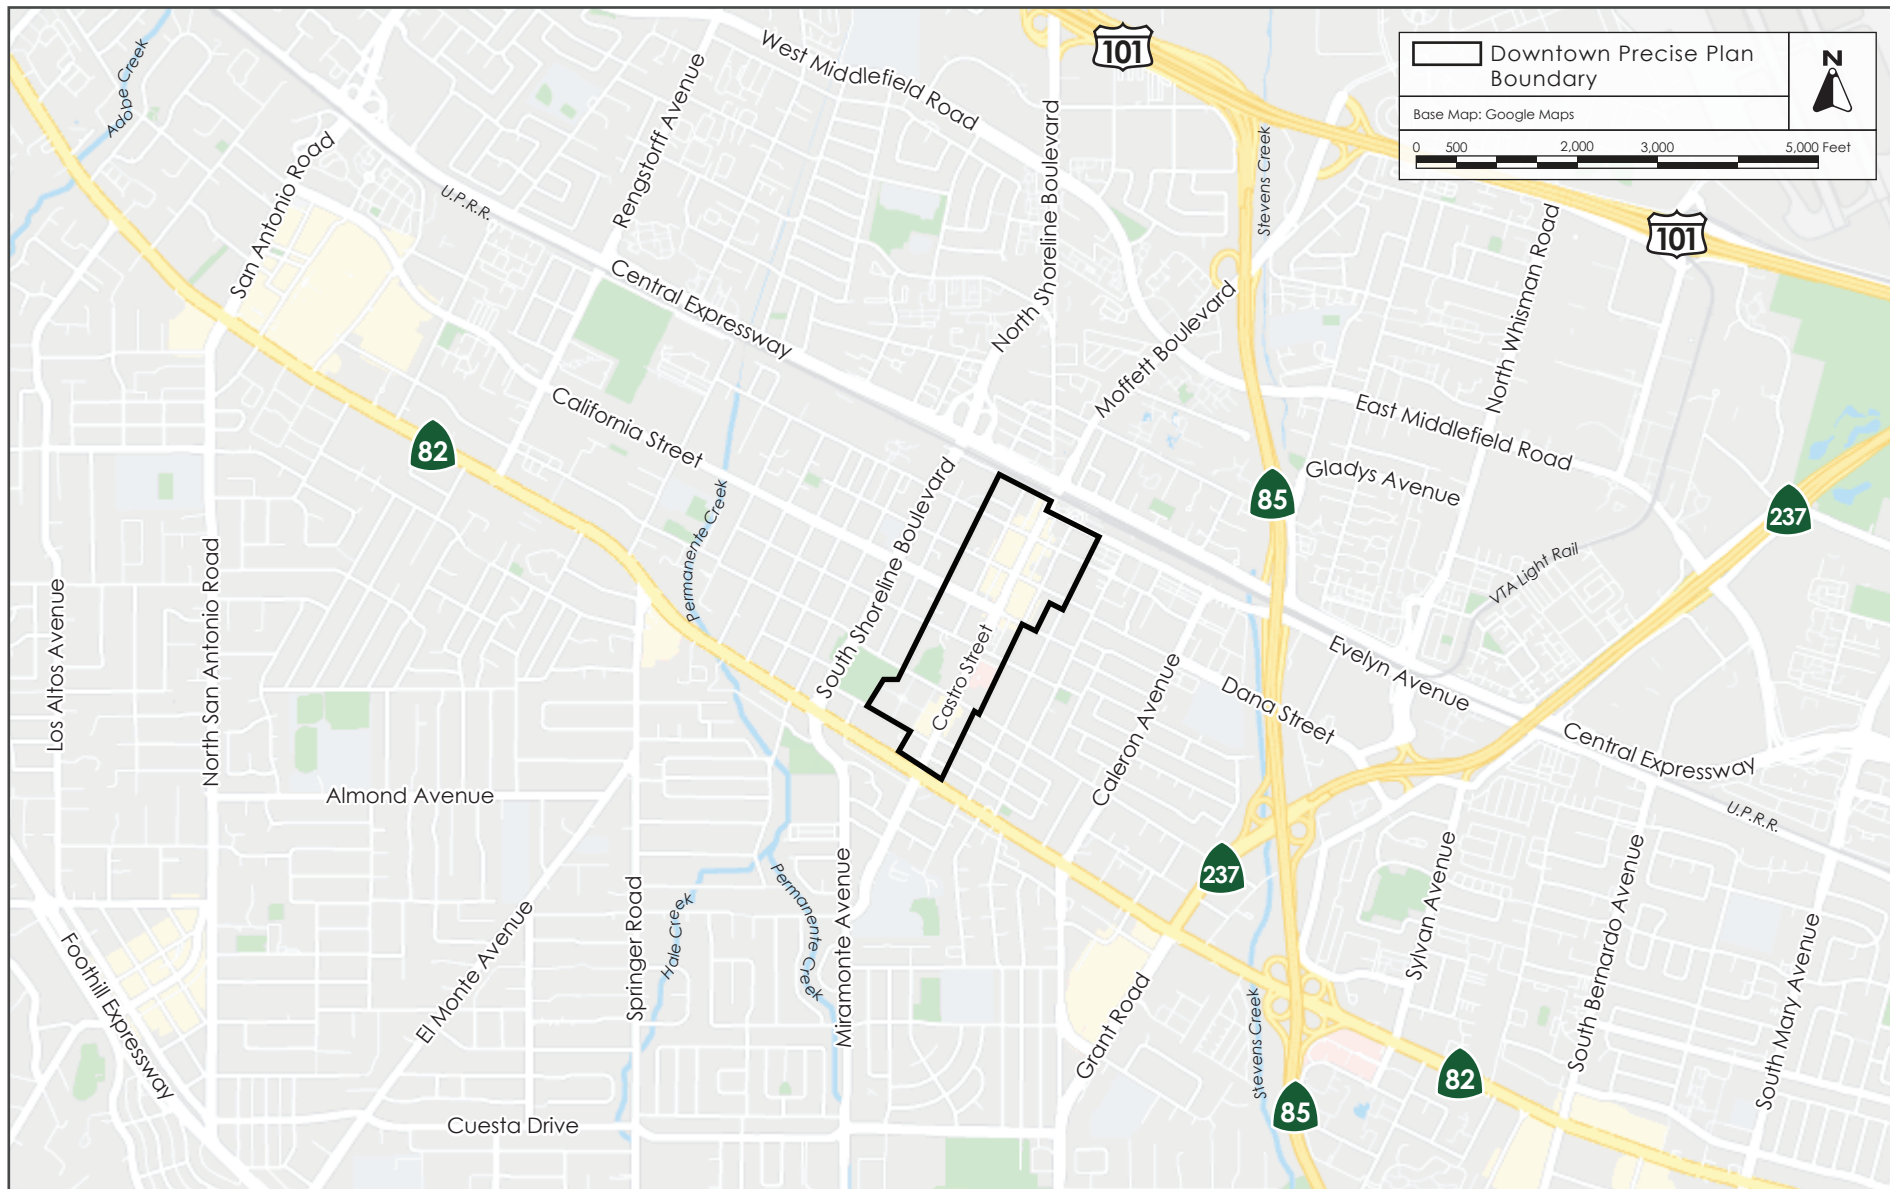 Downtown Precise Plan
Boundary
N
Base Map: Google Maps
0 500 2,000 3,000 5,000 Feet
101
101
West Middlefield Road
Adobe Creek
Rengstorff Avenue
San Antonio Road
U.P.R.R.
North Shoreline Boulevard
Stevens Creek
North Whisman Road
Central Expressway
North Shoreline Boulevard
Moffett Boulevard
California Street
82
East Middlefield Road
Gladys Avenue
85
237
Permanente Creek
South Shoreline Boulevard
VTA Light Rail
Los Altos Avenue
North San Antonio Road
Castro Street
Evelyn Avenue
Caleron Avenue
Dana Street
Central Expressway
Almond Avenue
U.P.R.R.
237
Permanente Creek
Miramonte Avenue
Sylvan Avenue
South Bernardo Avenue
Springer Road
Hale Creek
El Monte Avenue
Foothill Expressway
South Mary Avenue
Grant Road
Stevens Creek
82
85
Cuesta Drive